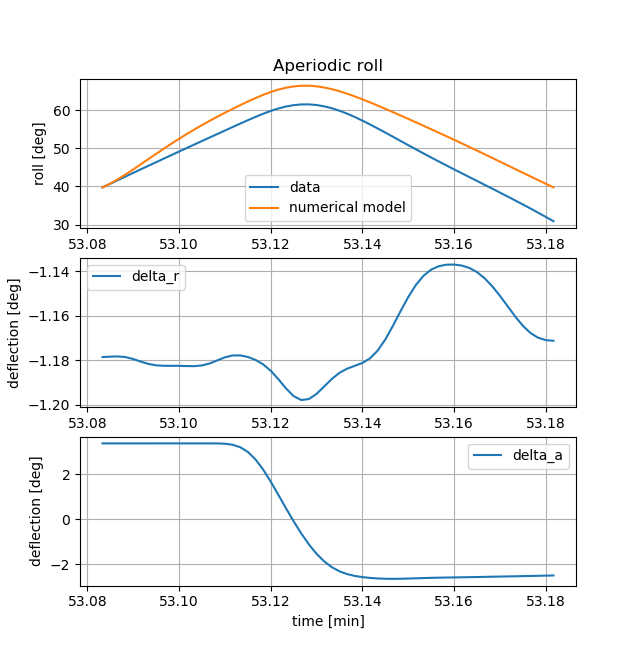 Aperiodic roll
60
50
40
30
roll [deg]
data
numerical model
53.08 53.10 53.12 53.14 53.16 53.18
−1.14
−1.16
−1.18
−1.20
deflection [deg]
delta_r
53.08 53.10 53.12 53.14 53.16 53.18
2
0
−2
deflection [deg]
delta_a
53.08 53.10 53.12 53.14 53.16 53.18
time [min]